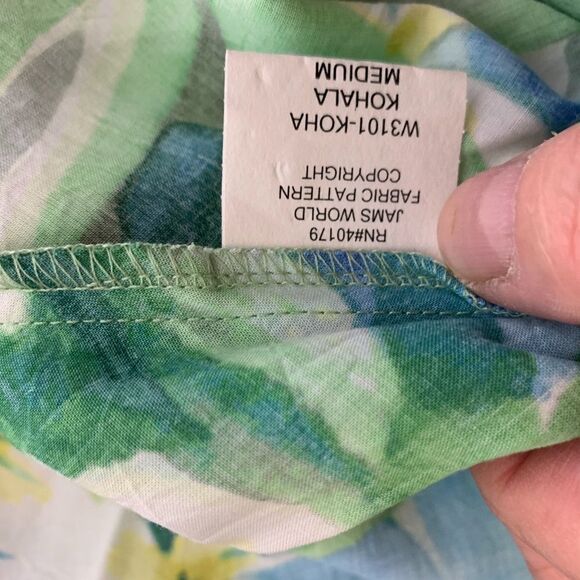 RN#40179
JAMS WORLD
FABRIC PATTERN
COPYRIGHT
W3101-KOHA
KOHALA
MEDIUM